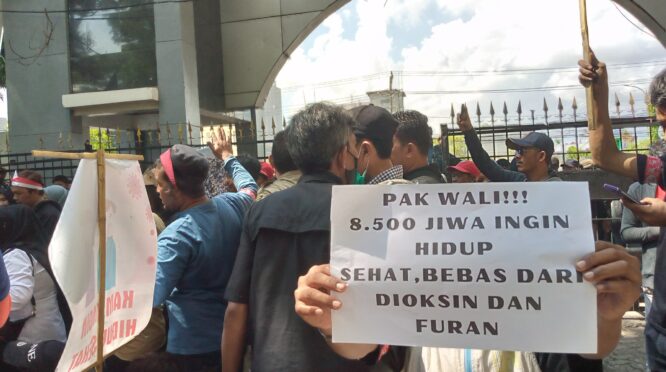 PAK WALI!!!
8.500 JIWA INGIN
HIDUP
SEHAT,BEBAS DARI
DIOKSIN DAN
FURAN